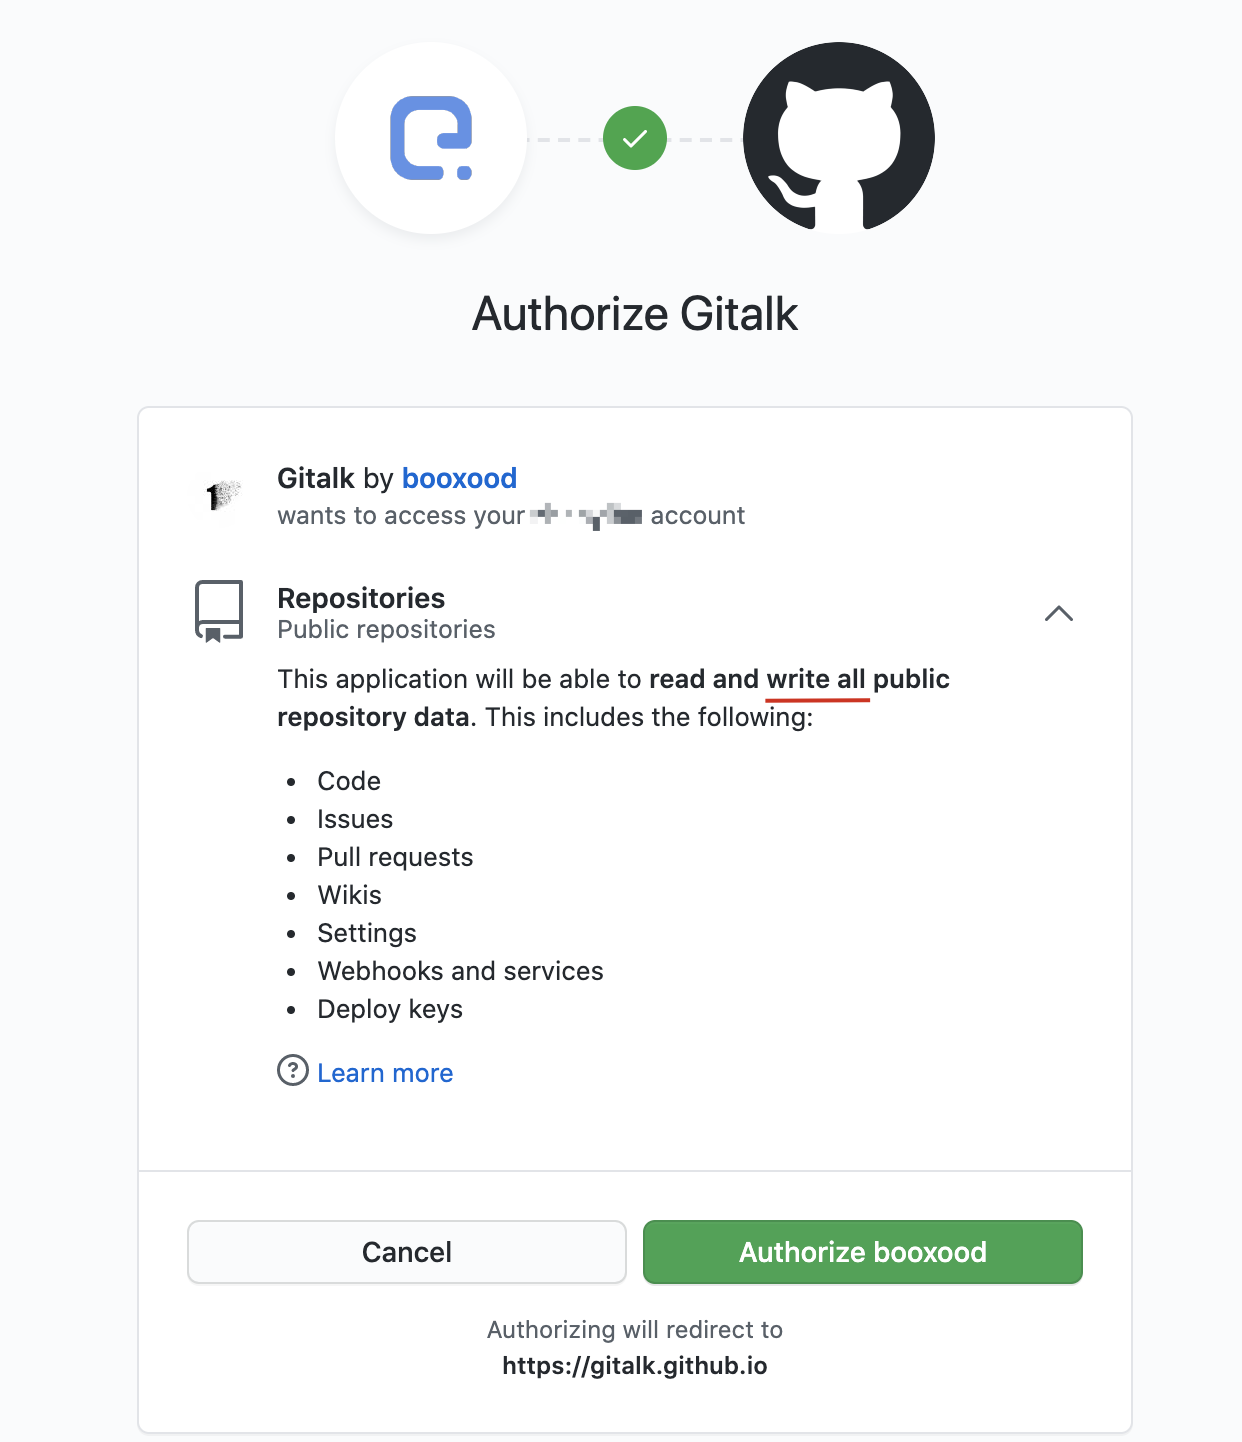 Authorize Gitalk
Gitalk by booxood
wants to access your account
Repositories
Public repositories
This application will be able to read and write all public
repository data. This includes the following:
• Code
• Issues
• Pull requests
• Wikis
• Settings
• Webhooks and services
• Deploy keys
Learn more
Cancel
Authorize booxood
Authorizing will redirect to
https://gitalk.github.io